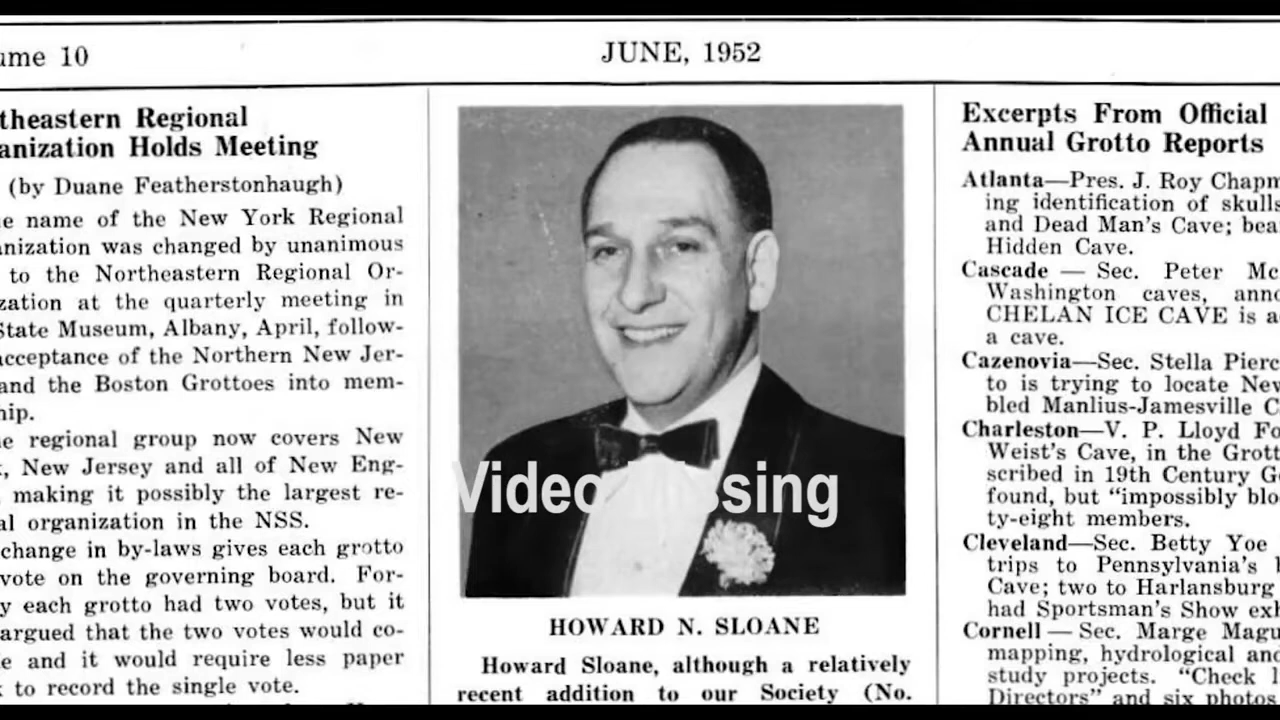 ume 10
JUNE, 1952
theastern Regional
anization Holds Meeting
(by Duane Featherstonhaugh)
e name of the New York Regional
anization was changed by unanimous
to the Northeastern Regional Or-
zation at the quarterly meeting in
State Museum, Albany, April, follow-
acceptance of the Northern New Jer-
and the Boston Grottoes into mem-
hip.
e regional group now covers New
, New Jersey and all of New Eng-
making it possibly the largest re-
al organization in the NSS.
change in by-laws gives each grotto
vote on the governing board. For-
y each grotto had two votes, but it
argued that the two votes would co-
e and it would require less paper
k to record the single vote.
Video Missing
HOWARD N. SLOANE
Howard Sloane, although a relatively
recent addition to our Society (No.
Excerpts From Official
Annual Grotto Reports
Atlanta—Pres. J. Roy Chapm
ing identification of skulls
and Dead Man's Cave; bea
Hidden Cave.
Cascade — Sec. Peter Mc
Washington caves, anno
CHELAN ICE CAVE is a
a cave.
Cazenovia—Sec. Stella Pierc
to is trying to locate New
bled Manlius-Jamesville C
Charleston—V. P. Lloyd Fo
Weist's Cave, in the Grott
scribed in 19th Century G
found, but "impossibly blo
ty-eight members.
Cleveland—Sec. Betty Yoe
trips to Pennsylvania's
Cave; two to Harlansburg
had Sportsman's Show exh
Cornell — Sec. Marge Magu
mapping, hydrological and
study projects. "Check l
Directors" and six photos